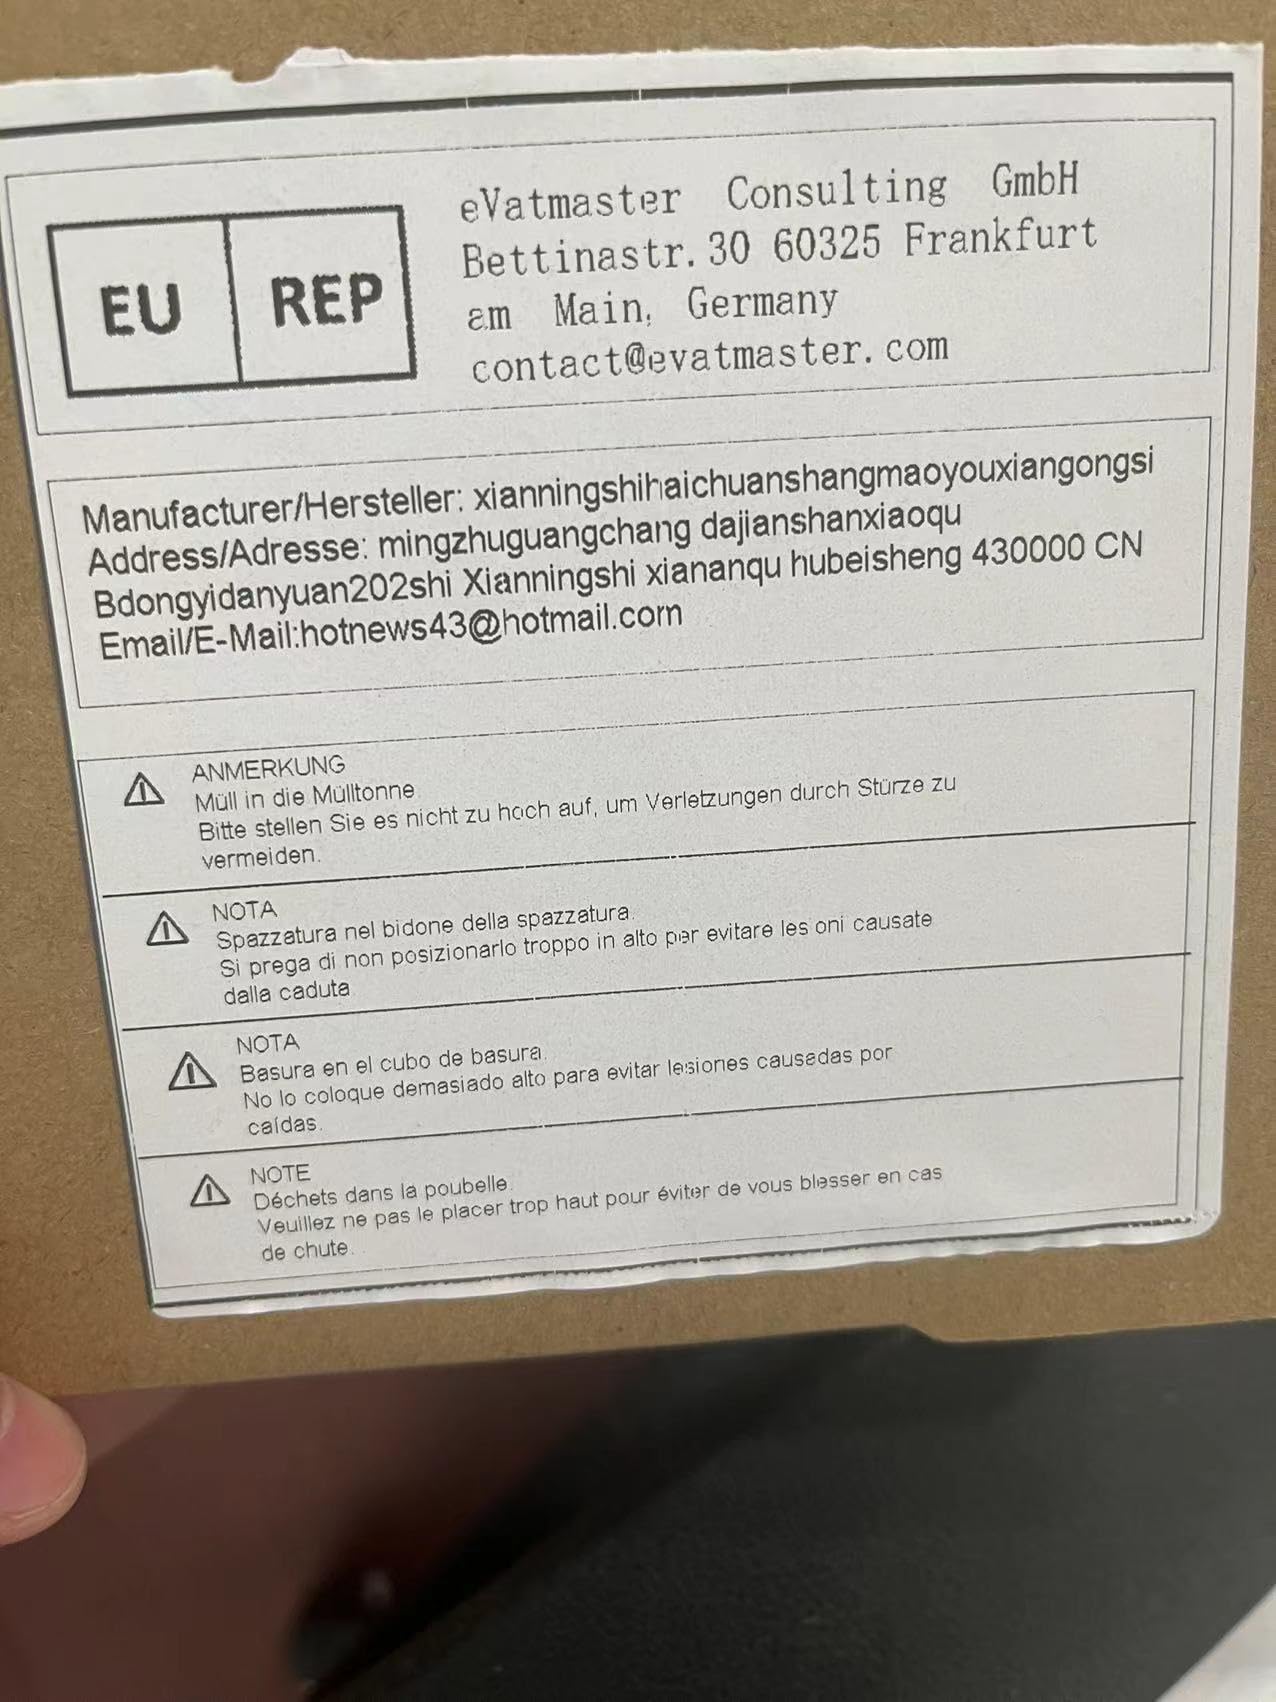 EU REP
eVatmaster Consulting GmbH
Bettinastr. 30 60325 Frankfurt
am Main, Germany
contact@evatmaster.com
Manufacturer/Hersteller: xianningshihaichuanshangmaoyouxiangongsi
Address/Adresse: mingzhuguangchang dajianshanxiaoqu
Bdongyidanyuan202shi Xianningshi xiananqu hubeisheng 430000 CN
Email/E-Mail:hotnews43@hotmail.com
ANMERKUNG
Müll in die Mülltonne.
Bitte stellen Sie es nicht zu hoch auf, um Verletzungen durch Stürze zu
vermeiden.
NOTA
Spazzatura nel bidone della spazzatura.
Si prega di non posizionarlo troppo in alto per evitare lesioni causate
dalla caduta
NOTA
Basura en el cubo de basura.
No lo coloque demasiado alto para evitar lesiones causadas por
caídas.
NOTE
Déchets dans la poubelle.
Veuillez ne pas le placer trop haut pour éviter de vous blesser en cas
de chute.